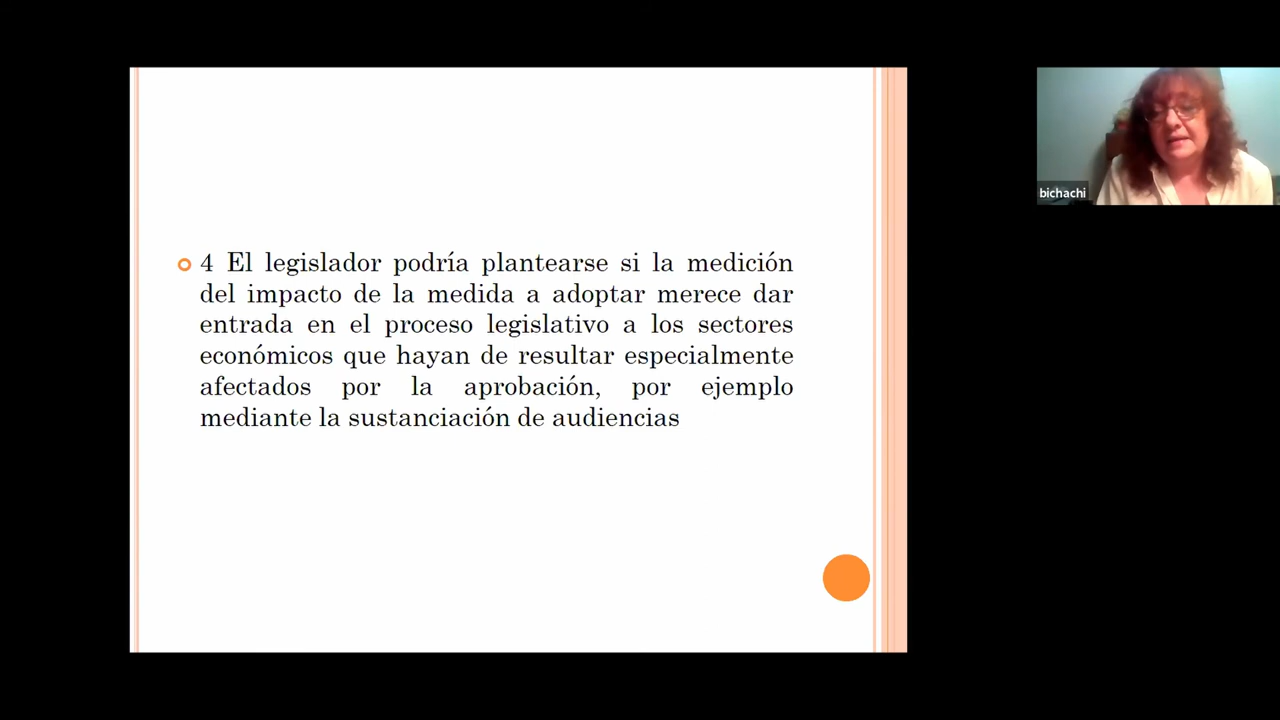 4 El legislador podría plantearse si la medición
del impacto de la medida a adoptar merece dar
entrada en el proceso legislativo a los sectores
económicos que hayan de resultar especialmente
afectados por la aprobación, por ejemplo
mediante la sustanciación de audiencias
bichachi